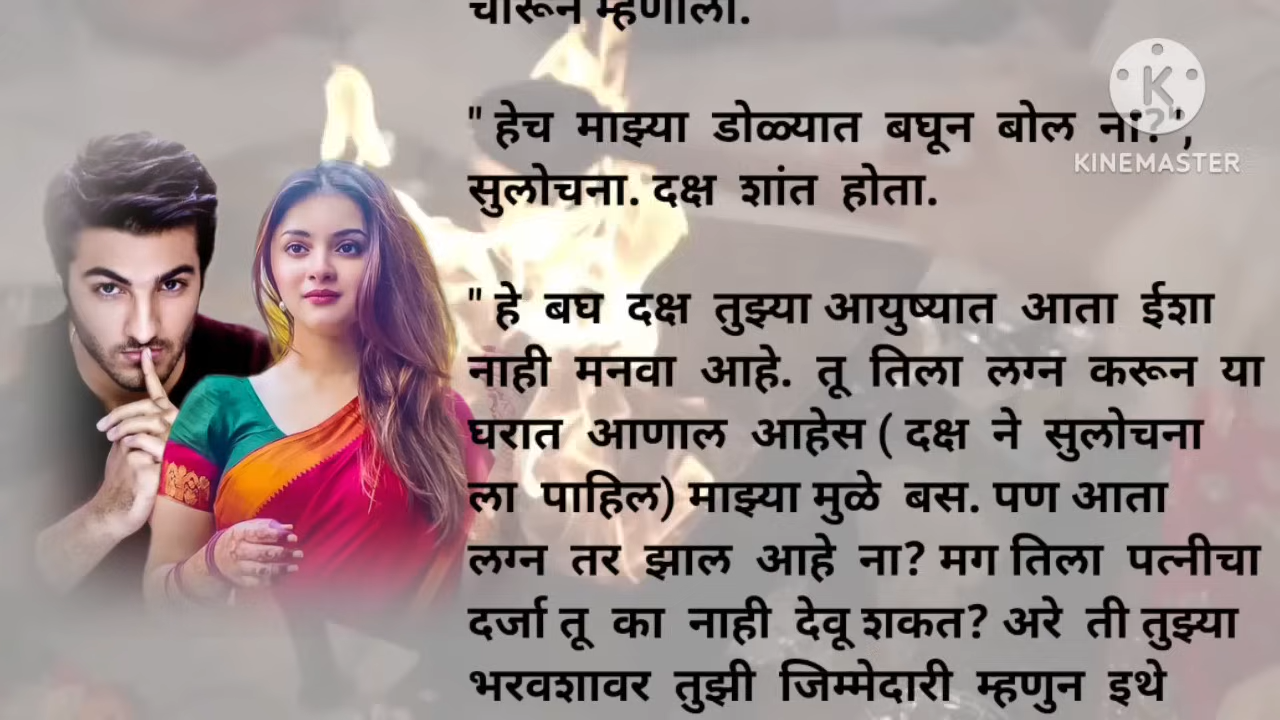 चारून म्हणाली.
" हेच माझ्या डोळ्यात बघून बोल ना? ",
सुलोचना. दक्ष शांत होता.
" हे बघ दक्ष तुझ्या आयुष्यात आता ईशा
नाही मनवा आहे. तू तिला लग्न करून या
घरात आणाल आहेस ( दक्ष ने सुलोचना
ला पाहिल) माझ्या मुळे बस. पण आता
लग्न तर झाल आहे ना? मग तिला पत्नीचा
दर्जा तू का नाही देवू शकत? अरे ती तुझ्या
भरवशावर तुझी जिम्मेदारी म्हणुन इथे
K
KINEMASTER